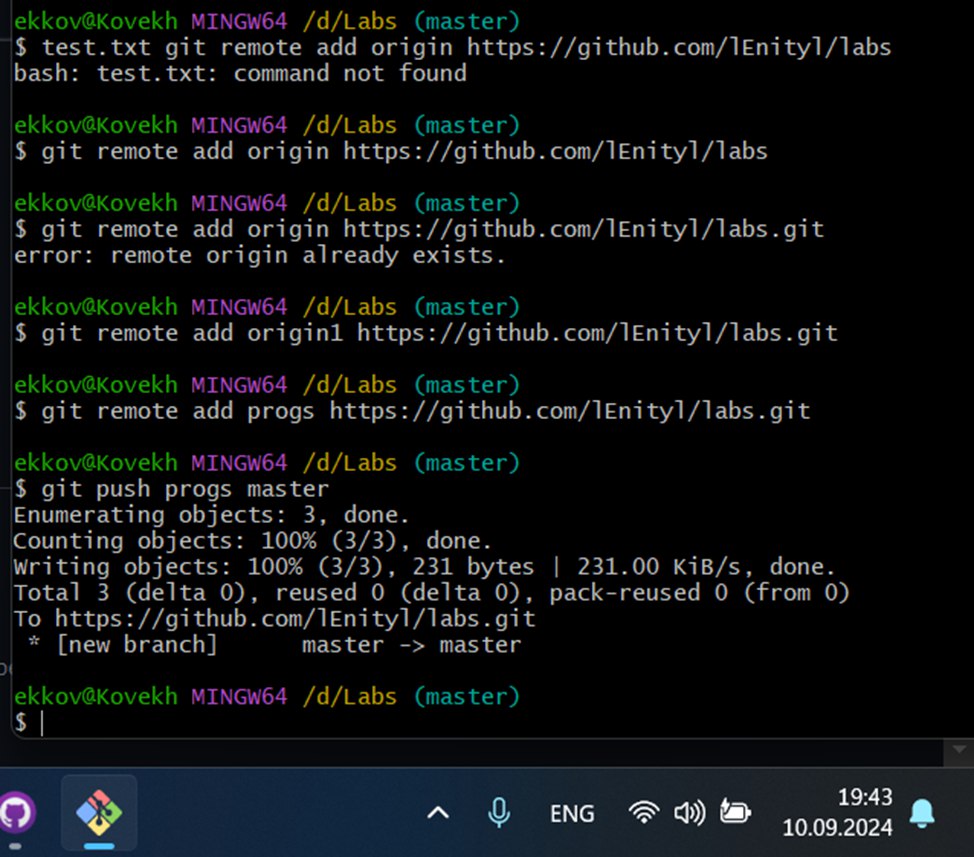 ekkov@Kovekh MINGW64 /d/Labs (master)
$ test.txt git remote add origin https://github.com/lEnityl/labs
bash: test.txt: command not found
ekkov@Kovekh MINGW64 /d/Labs (master)
$ git remote add origin https://github.com/lEnityl/labs
ekkov@Kovekh MINGW64 /d/Labs (master)
$ git remote add origin https://github.com/lEnityl/labs.git
error: remote origin already exists.
ekkov@Kovekh MINGW64 /d/Labs (master)
$ git remote add origin1 https://github.com/lEnityl/labs.git
ekkov@Kovekh MINGW64 /d/Labs (master)
$ git remote add progs https://github.com/lEnityl/labs.git
ekkov@Kovekh MINGW64 /d/Labs (master)
$ git push progs master
Enumerating objects: 3, done.
Counting objects: 100% (3/3), done.
Writing objects: 100% (3/3), 231 bytes | 231.00 KiB/s, done.
Total 3 (delta 0), reused 0 (delta 0), pack-reused 0 (from 0)
To https://github.com/lEnityl/labs.git
 * [new branch]      master -> master
ekkov@Kovekh MINGW64 /d/Labs (master)
$
ENG
19:43
10.09.2024